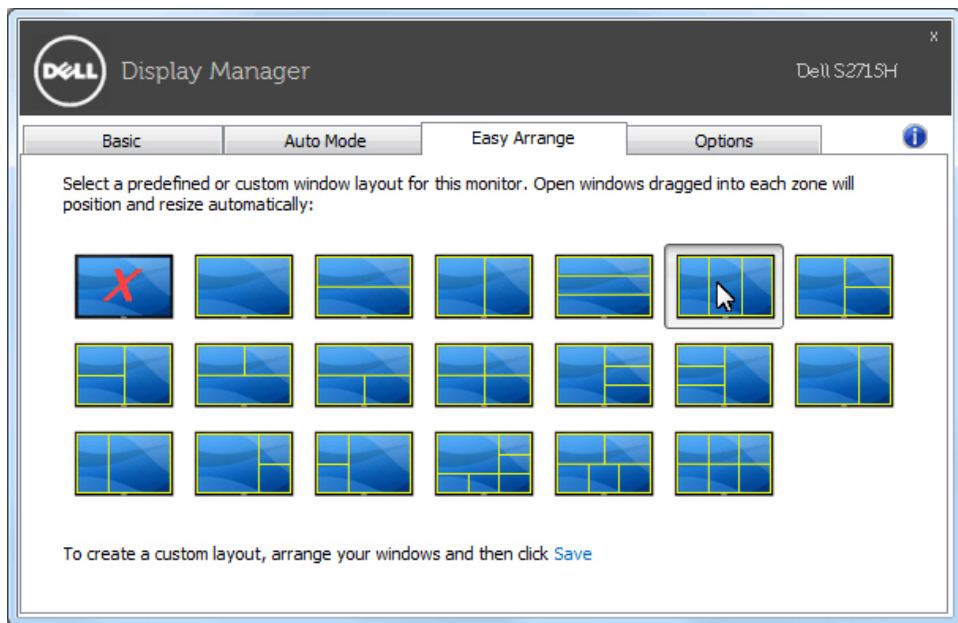 x
DELL Display Manager
Dell S2715H
Basic
Auto Mode
Easy Arrange
Options
i
Select a predefined or custom window layout for this monitor. Open windows dragged into each zone will
position and resize automatically:
X
To create a custom layout, arrange your windows and then click Save